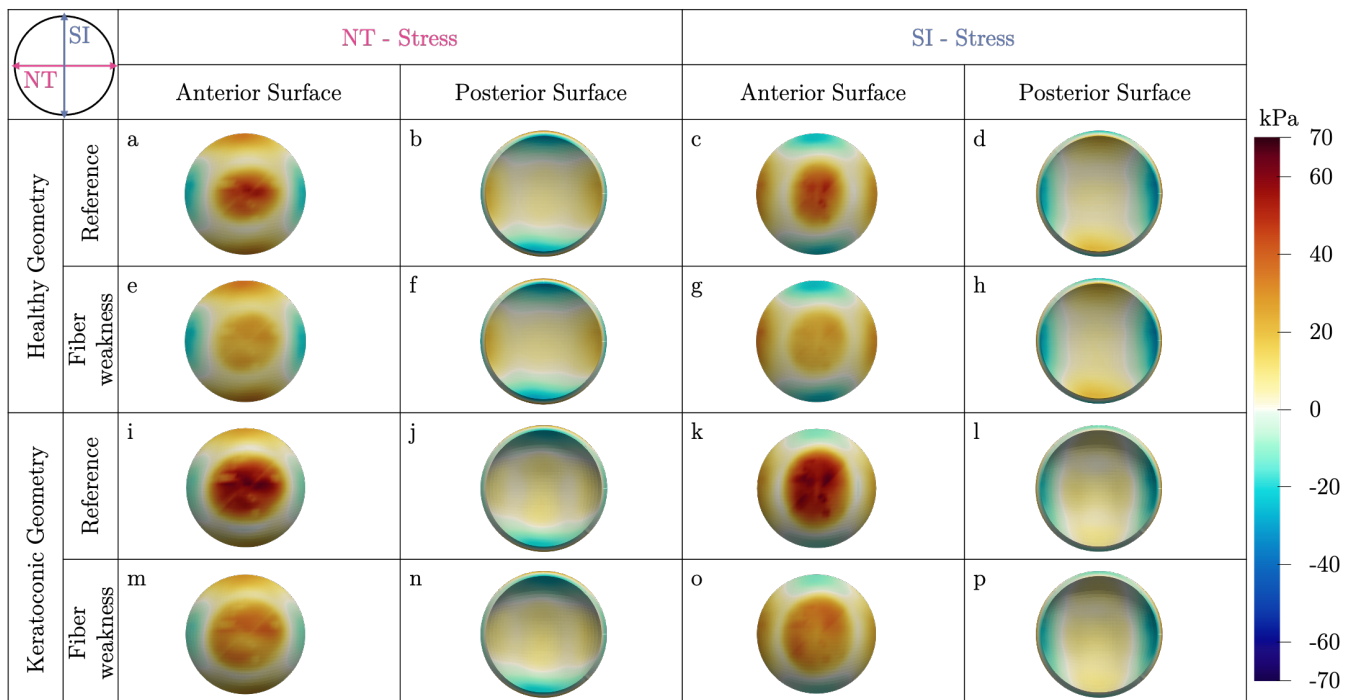 SI
NT
NT - Stress
SI - Stress
Anterior Surface
Posterior Surface
Anterior Surface
Posterior Surface
kPa
Healthy Geometry
Reference
a
b
c
d
Fiber
weakness
e
f
g
h
Keratoconic Geometry
Reference
i
j
k
l
Fiber
weakness
m
n
o
p
70
60
40
20
0
-20
-40
-60
-70